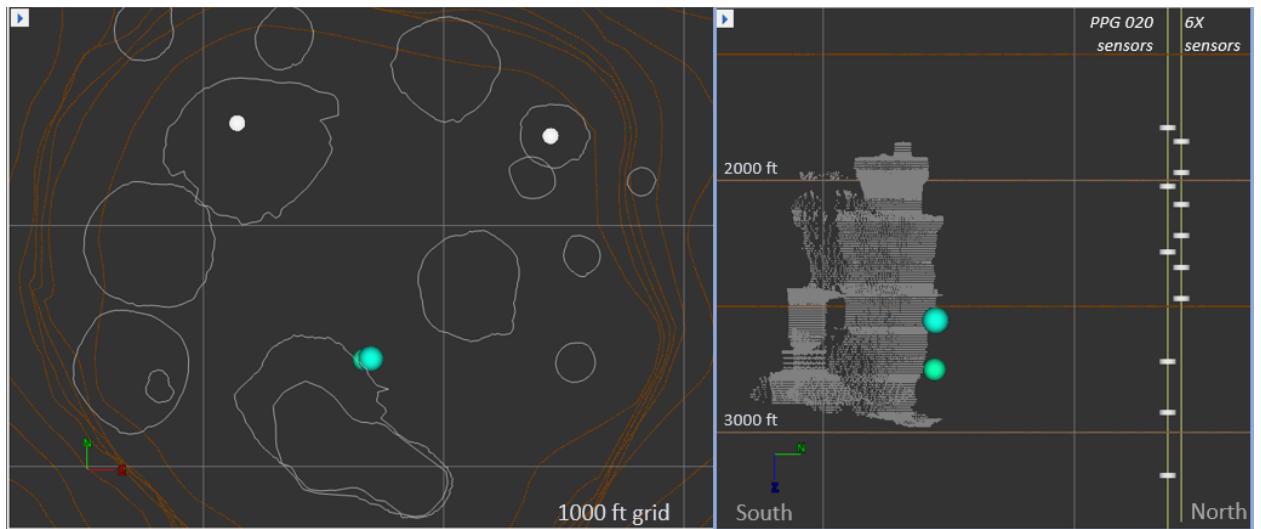 PPG 020 6X
sensors sensors
2000 ft
3000 ft
N
N
Z
1000 ft grid
South
North